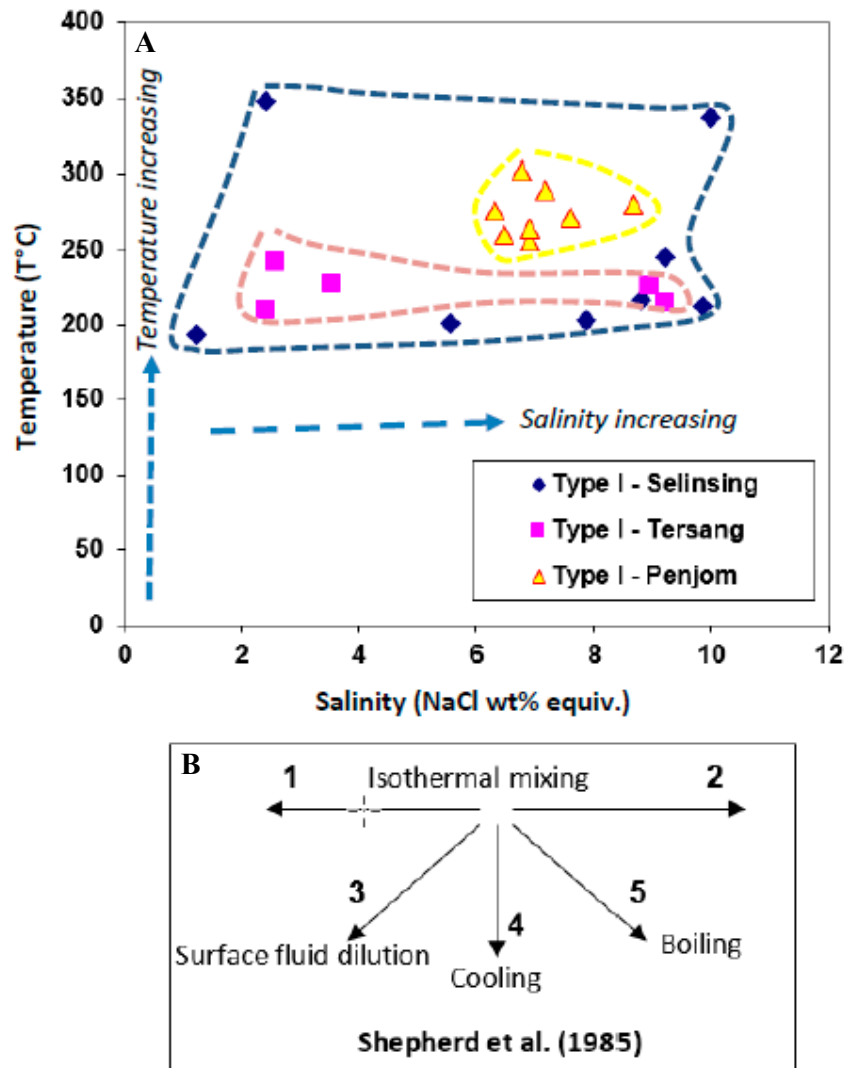 A
400
350
300
250
200
150
100
50
0
Temperature (T°C)
Temperature increasing
Salinity increasing
Type I - Selinsing
Type I - Tersang
Type I - Penjom
0 2 4 6 8 10 12
Salinity (NaCl wt% equiv.)
B
1 Isothermal mixing 2
3 4 5
Surface fluid dilution
Cooling
Boiling
Shepherd et al. (1985)